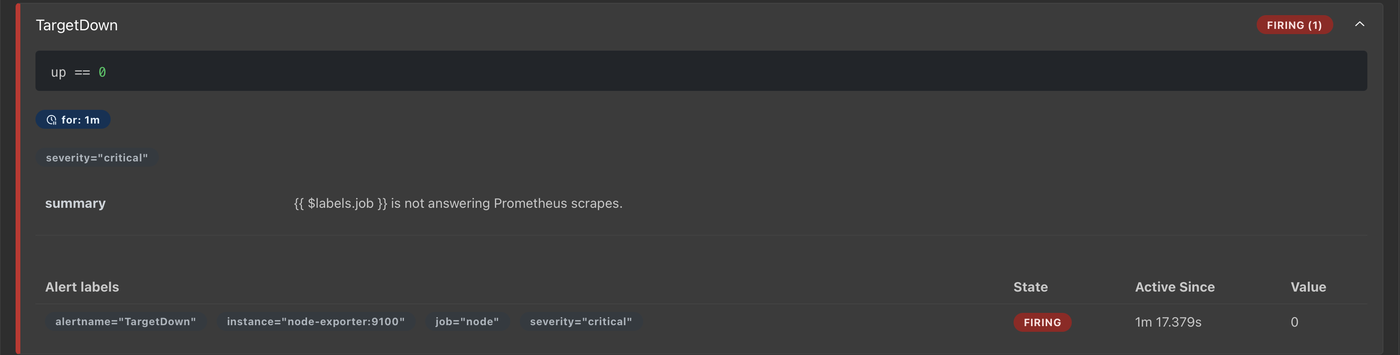 TargetDown FIRING (1)
up == 0
for: 1m
severity="critical"
summary {{ $labels.job }} is not answering Prometheus scrapes.
Alert labels State Active Since Value
alertname="TargetDown" instance="node-exporter:9100" job="node" severity="critical" FIRING 1m 17.379s 0